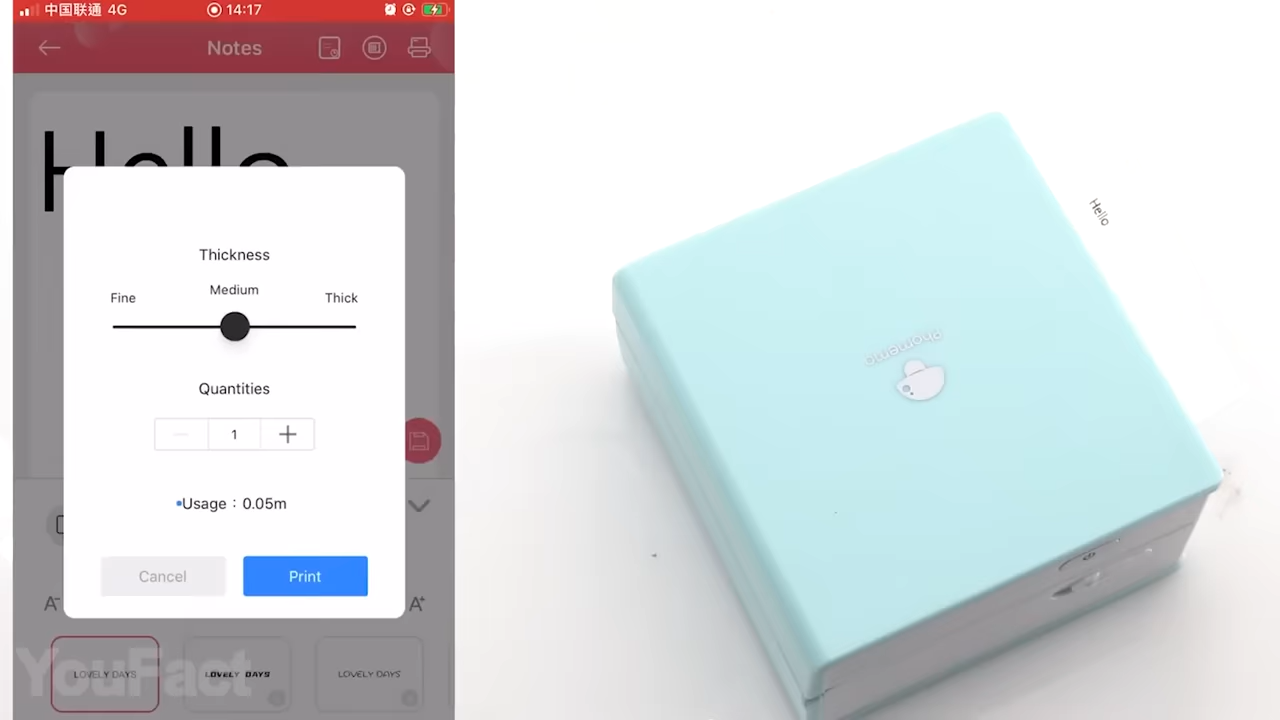 中国联通 4G
14:17
Notes
Hello
Thickness
Fine
Medium
Thick
Quantities
1
Usage：0.05m
Cancel
Print
A-
A+
LOVELY DAYS
LOVELY DAYS
LOVELY DAYS
YouFact
Hello
Phomemo